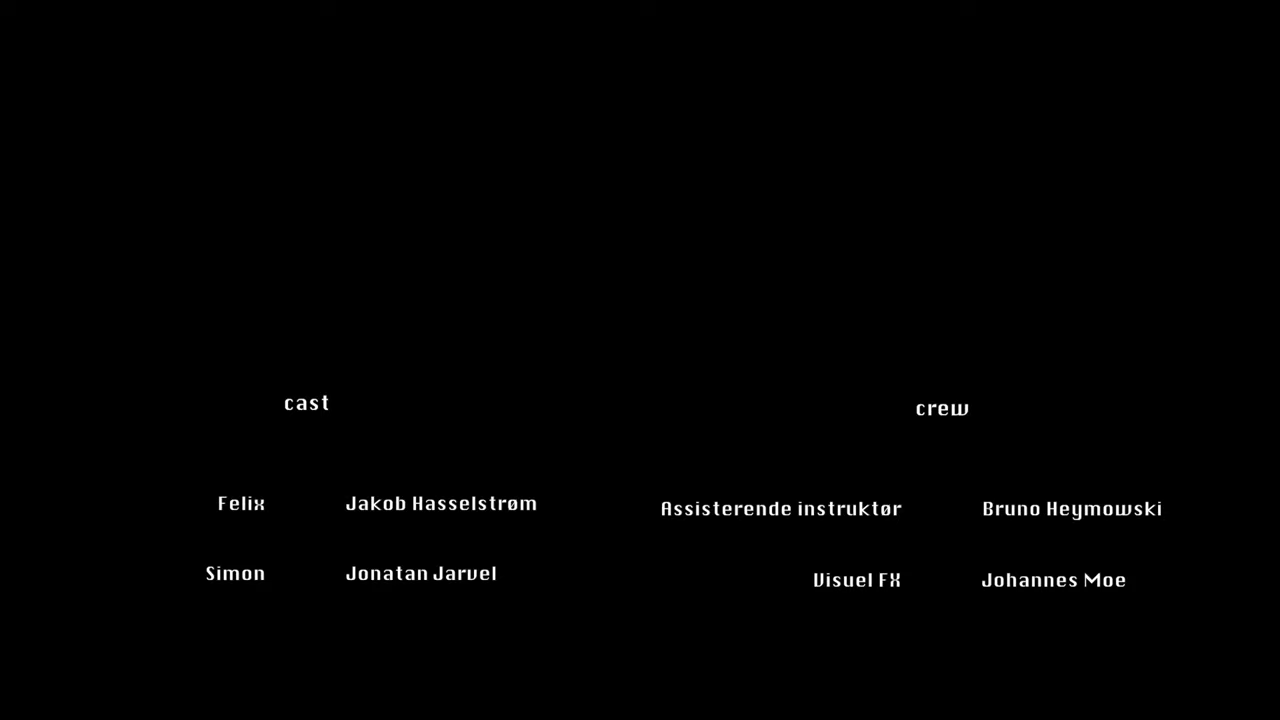 cast
Felix Jakob Hasselstrøm
Simon Jonatan Jarvel
crew
Assisterende instruktør Bruno Heymowski
Visuel FX Johannes Moe